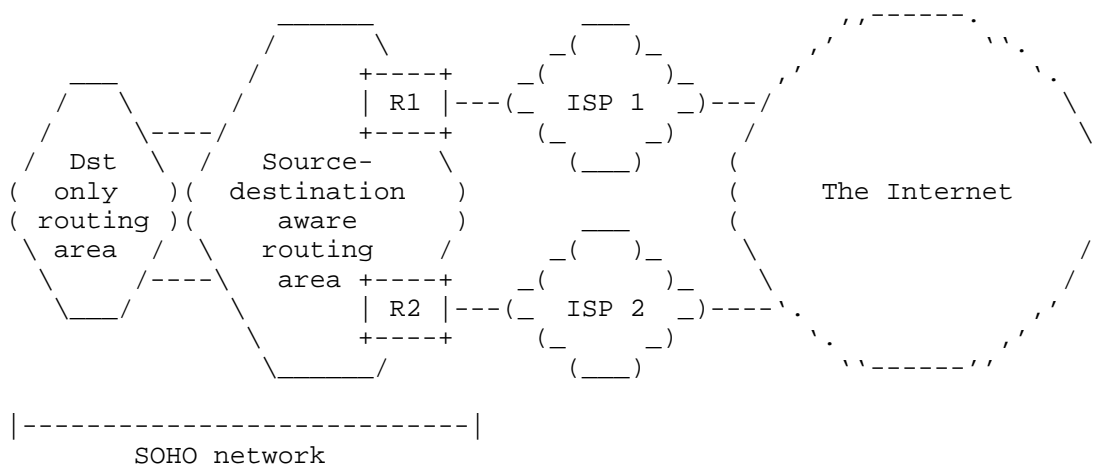 R1 ISP 1
Dst Source-
only destination The Internet
routing aware
area routing
area
R2 ISP 2
SOHO network